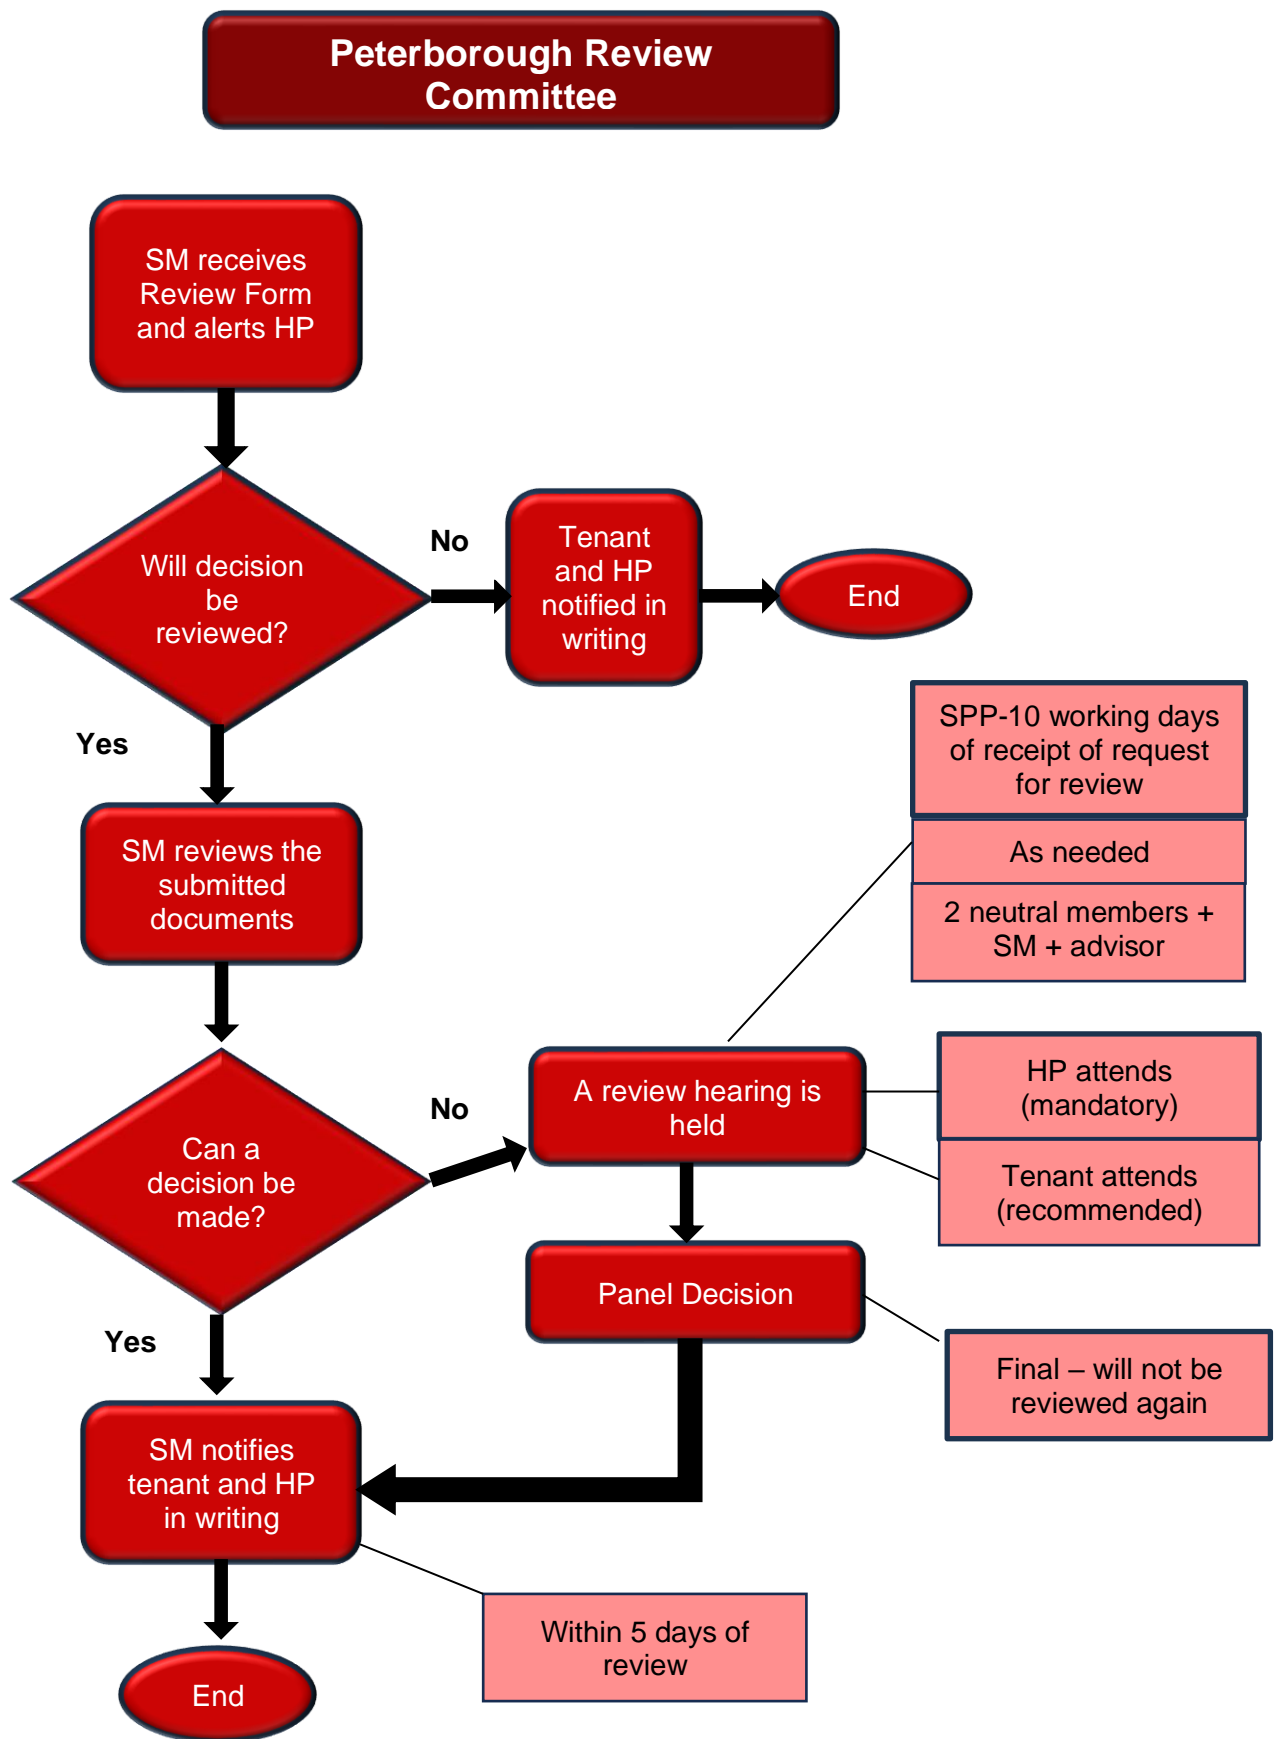 Peterborough Review
Committee
SM receives
Review Form
and alerts HP
Will decision
be
reviewed?
No
Tenant
and HP
notified in
writing
End
Yes
SPP-10 working days
of receipt of request
for review
As needed
2 neutral members +
SM + advisor
SM reviews the
submitted
documents
Can a
decision be
made?
No
A review hearing is
held
HP attends
(mandatory)
Tenant attends
(recommended)
Panel Decision
Final – will not be
reviewed again
Yes
SM notifies
tenant and HP
in writing
Within 5 days of
review
End